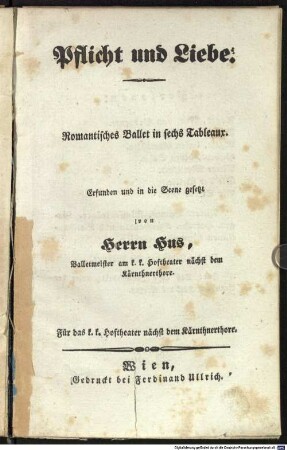 Pflicht und Liebe.
Romantisches Ballet in sechs Tableaux.
Erfunden und in die Scene gesetzt
von
Herrn Hus,
Balletmeister am k. k. Hoftheater nächst dem
Kärnthnerthore.
Für das k. k. Hoftheater nächst dem Kärnthnerthore.
Wien,
Gedruckt bei Ferdinand Ullrich.